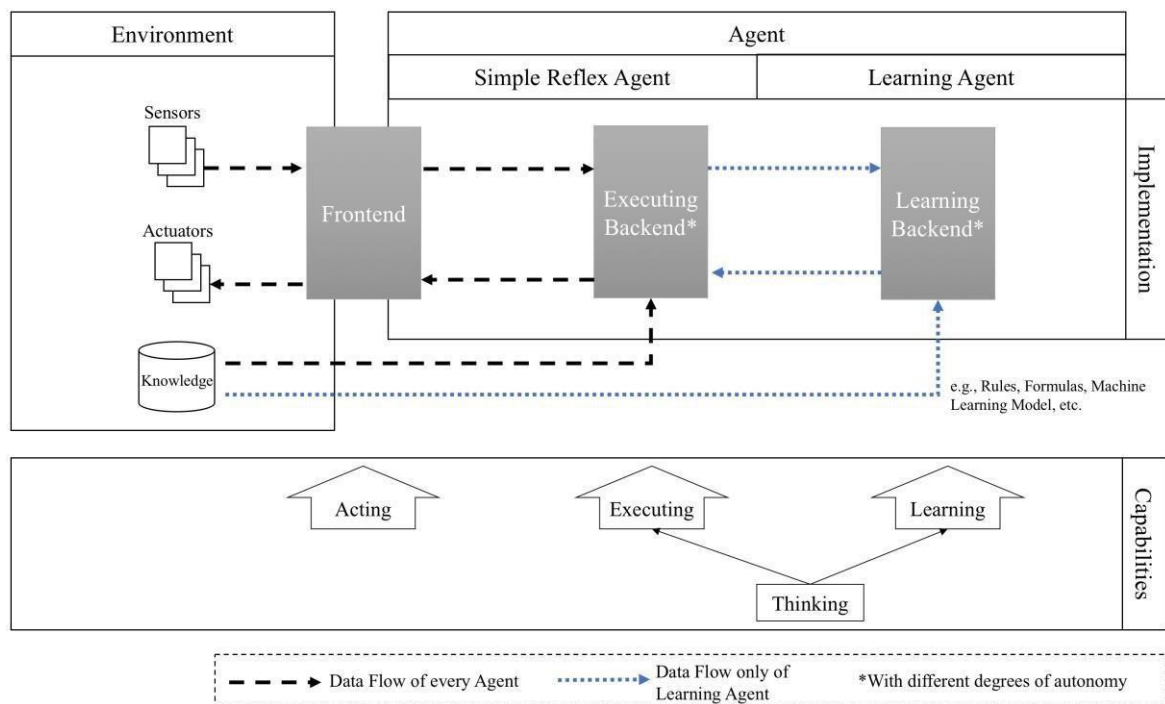 Environment
Agent
Simple Reflex Agent
Learning Agent
Sensors
Actuators
Knowledge
Frontend
Executing
Backend*
Learning
Backend*
Implementation
e.g., Rules, Formulas, Machine
Learning Model, etc.
Acting
Executing
Learning
Thinking
Capabilities
Data Flow of every Agent
Data Flow only of
Learning Agent
*With different degrees of autonomy